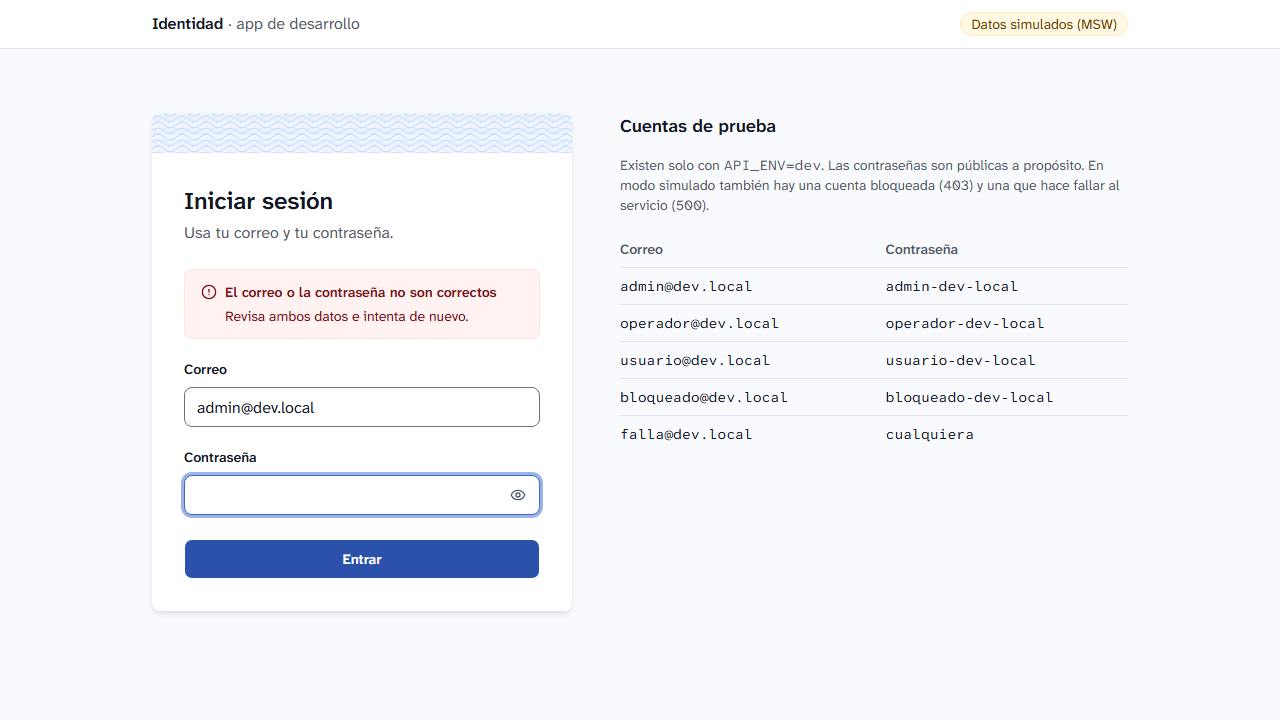 Identidad · app de desarrollo
Datos simulados (MSW)
Iniciar sesión
Usa tu correo y tu contraseña.
El correo o la contraseña no son correctos
Revisa ambos datos e intenta de nuevo.
Correo
admin@dev.local
Contraseña
Entrar
Cuentas de prueba
Existen solo con API_ENV=dev. Las contraseñas son públicas a propósito. En
modo simulado también hay una cuenta bloqueada (403) y una que hace fallar al
servicio (500).
Correo Contraseña
admin@dev.local admin-dev-local
operador@dev.local operador-dev-local
usuario@dev.local usuario-dev-local
bloqueado@dev.local bloqueado-dev-local
falla@dev.local cualquiera